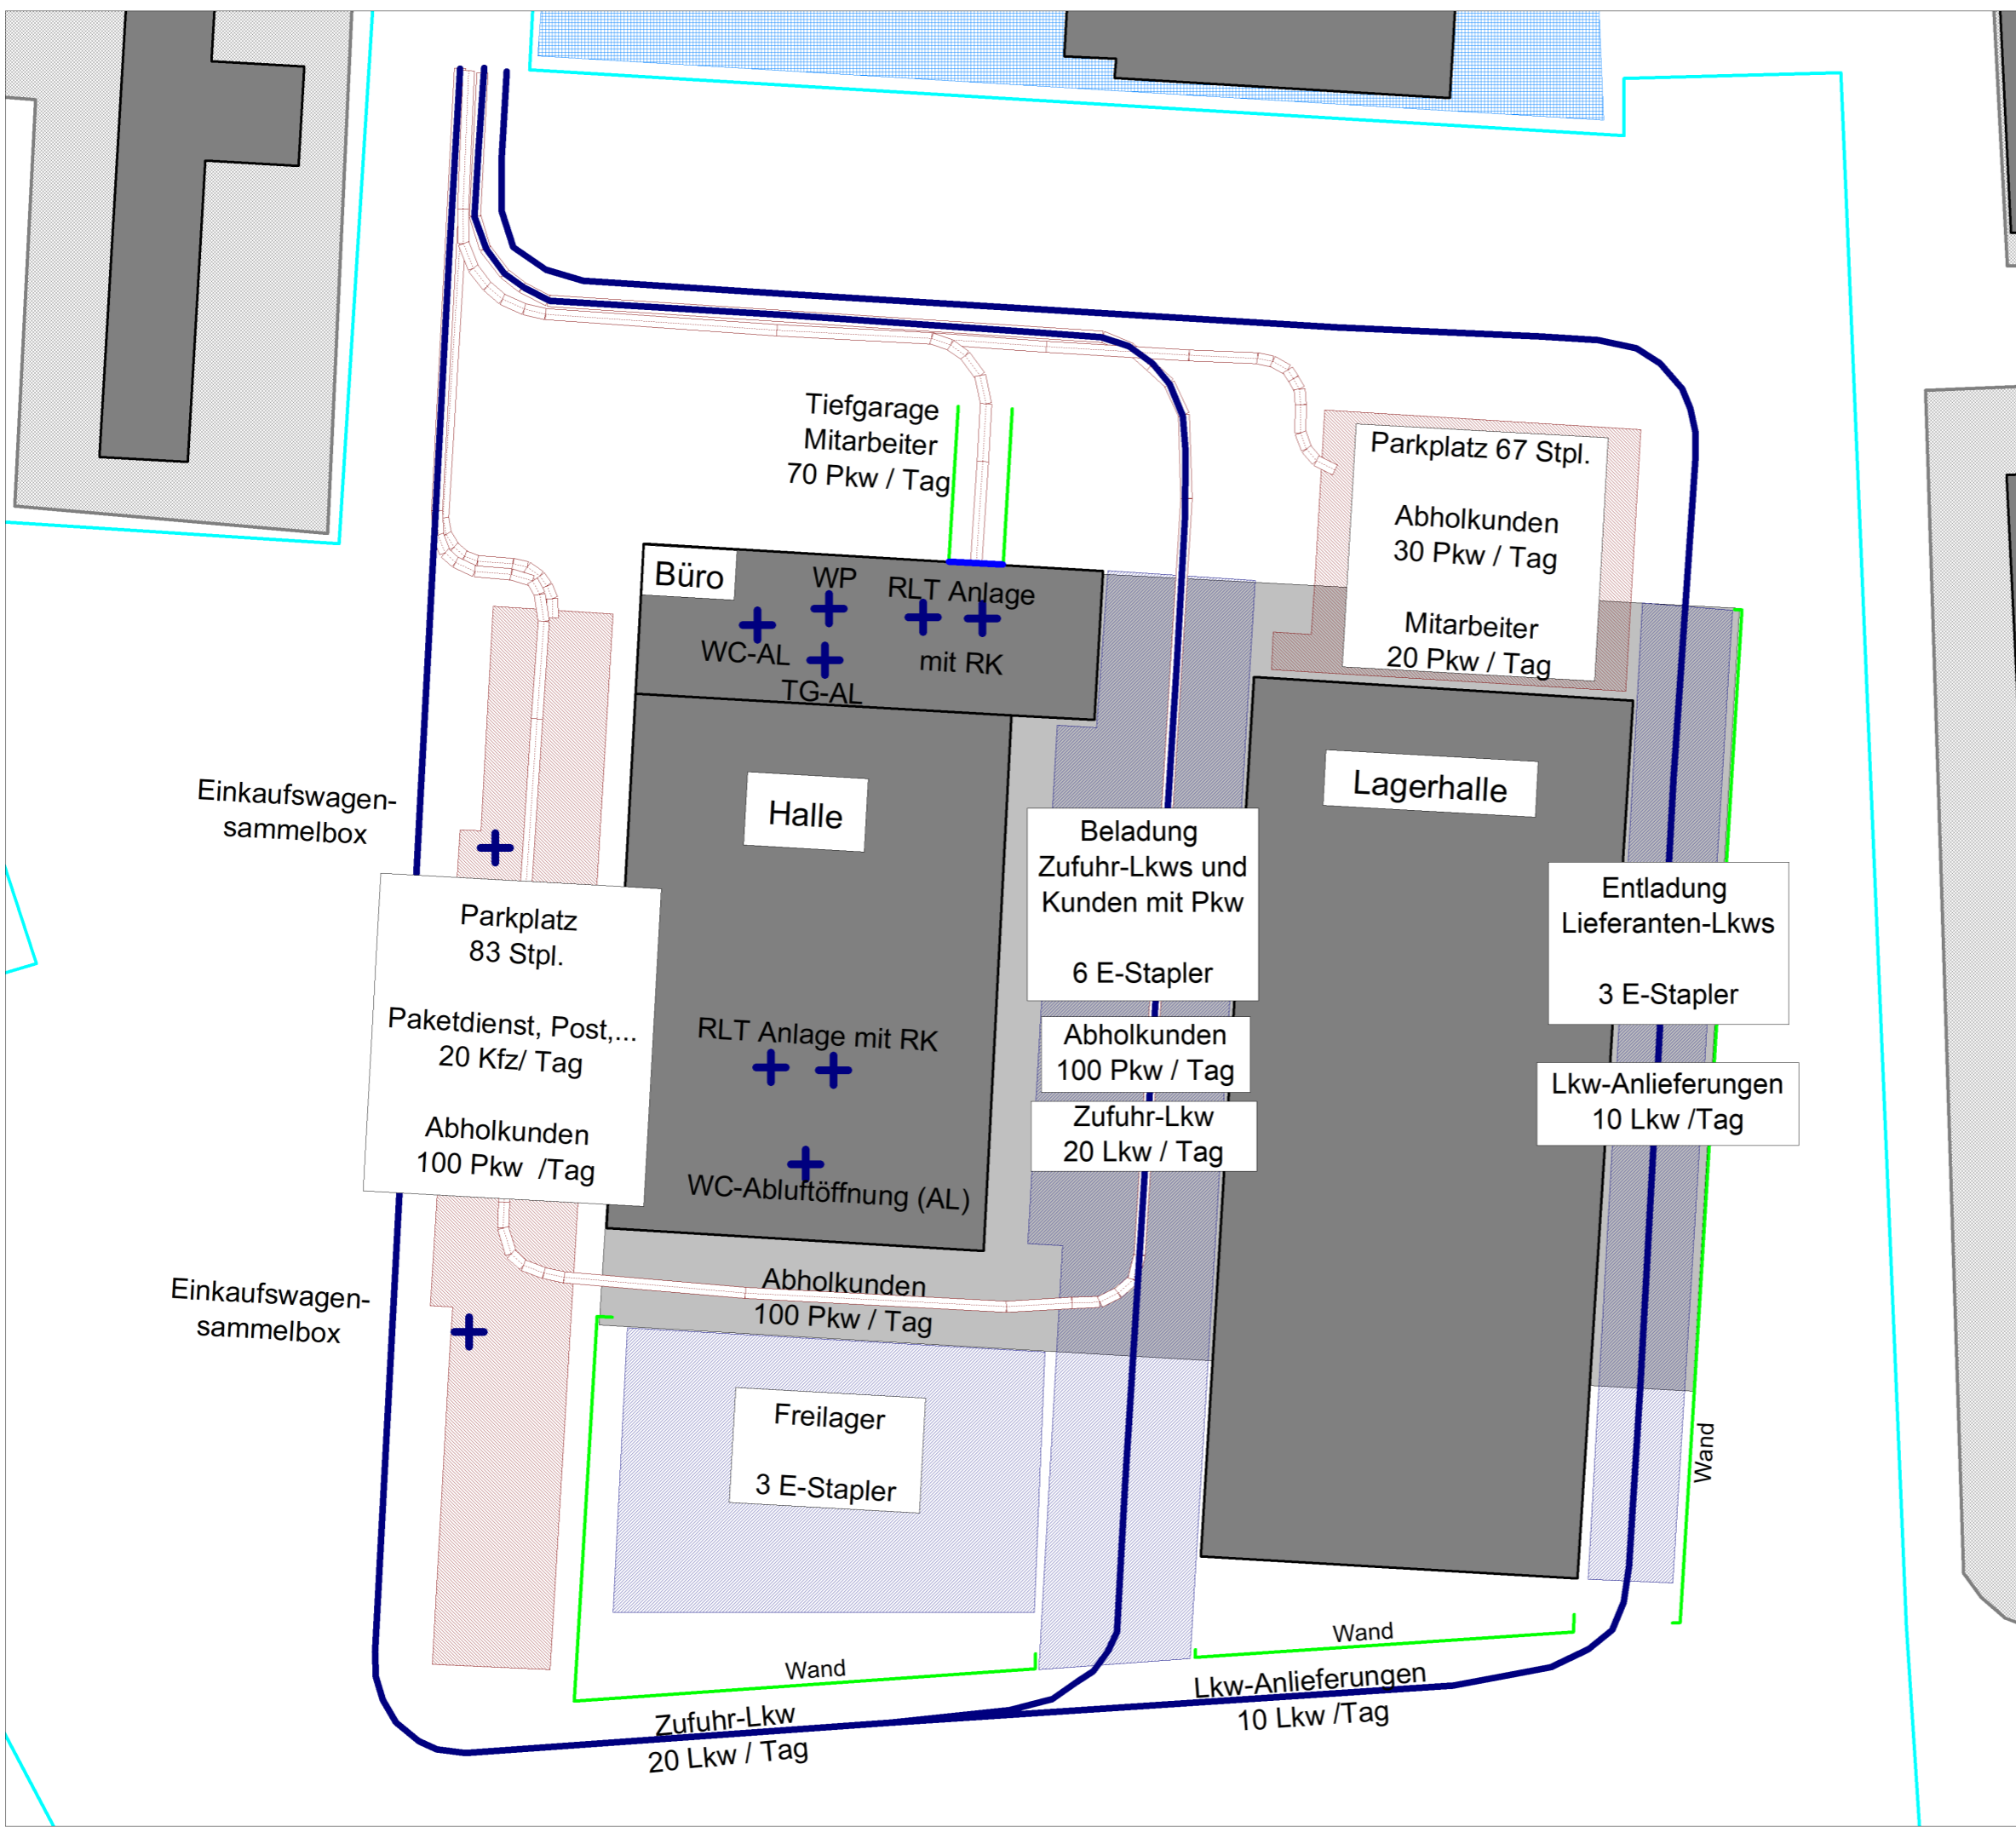 Tiefgarage
Mitarbeiter
70 Pkw / Tag
Parkplatz 67 Stpl.
Abholkunden
30 Pkw / Tag
Mitarbeiter
20 Pkw / Tag
Büro
WP
RLT Anlage
WC-AL
mit RK
TG-AL
Einkaufswagen-
sammelbox
Halle
Lagerhalle
Beladung
Zufuhr-Lkws und
Kunden mit Pkw
6 E-Stapler
Entladung
Lieferanten-Lkws
3 E-Stapler
Parkplatz
83 Stpl.
Paketdienst, Post,...
20 Kfz/ Tag
Abholkunden
100 Pkw /Tag
RLT Anlage mit RK
WC-Abluftöffnung (AL)
Abholkunden
100 Pkw / Tag
Zufuhr-Lkw
20 Lkw / Tag
Lkw-Anlieferungen
10 Lkw /Tag
Einkaufswagen-
sammelbox
Abholkunden
100 Pkw / Tag
Freilager
3 E-Stapler
Wand
Wand
Wand
Lkw-Anlieferungen
10 Lkw /Tag
Zufuhr-Lkw
20 Lkw / Tag